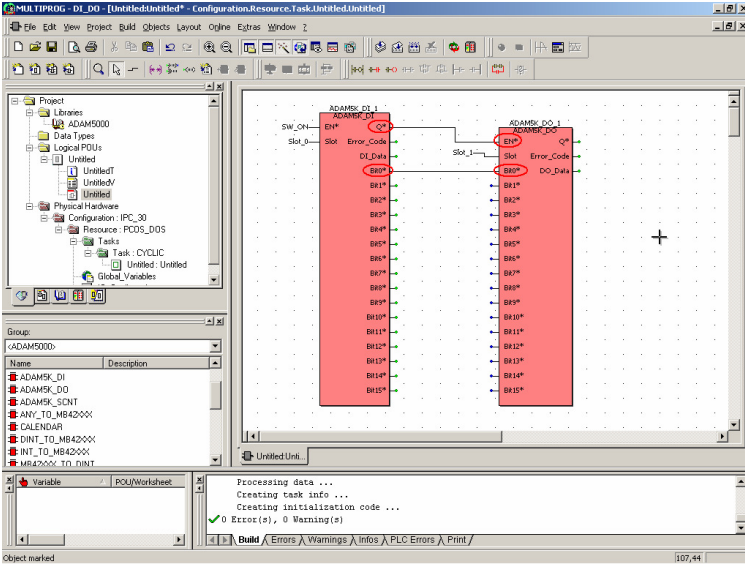 MULTIPROG - DI_DO - [Untitled:Untitled* - Configuration.Resource.Task.Untitled.Untitled]
File Edit View Project Build Objects Layout Online Extras Window ?
Project
Libraries
ADAM5000
Data Types
Logical POUs
Untitled
UntitledT
UntitledV
Untitled
Physical Hardware
Configuration : IPC_30
Resource : PCOS_DOS
Tasks
Task : CYCLIC
Untitled : Untitled
Global_Variables
Group:
<ADAM5000>
Name Description
ADAM5K_DI
ADAM5K_DO
ADAM5K_SCNT
ANY_TO_MB42XXX
CALENDAR
DINT_TO_MB42XXX
INT_TO_MB42XXX
MB42XXX_TO_DINT
ADAM5K_DI_1
ADAM5K_DI
SW_ON EN* Q*
Slot_0 Slot Error_Code
DI_Data
Bit0*
Bit1*
Bit2*
Bit3*
Bit4*
Bit5*
Bit6*
Bit7*
Bit8*
Bit9*
Bit10*
Bit11*
Bit12*
Bit13*
Bit14*
Bit15*
ADAM5K_DO_1
ADAM5K_DO
EN* Q*
Slot_1 Slot Error_Code
Bit0* DO_Data
Bit1*
Bit2*
Bit3*
Bit4*
Bit5*
Bit6*
Bit7*
Bit8*
Bit9*
Bit10*
Bit11*
Bit12*
Bit13*
Bit14*
Bit15*
Untitled:Unti...
Variable POU/Worksheet
Processing data ...
Creating task info ...
Creating initialization code ...
0 Error(s), 0 Warning(s)
Build Errors Warnings Infos PLC Errors Print
Object marked
107,44